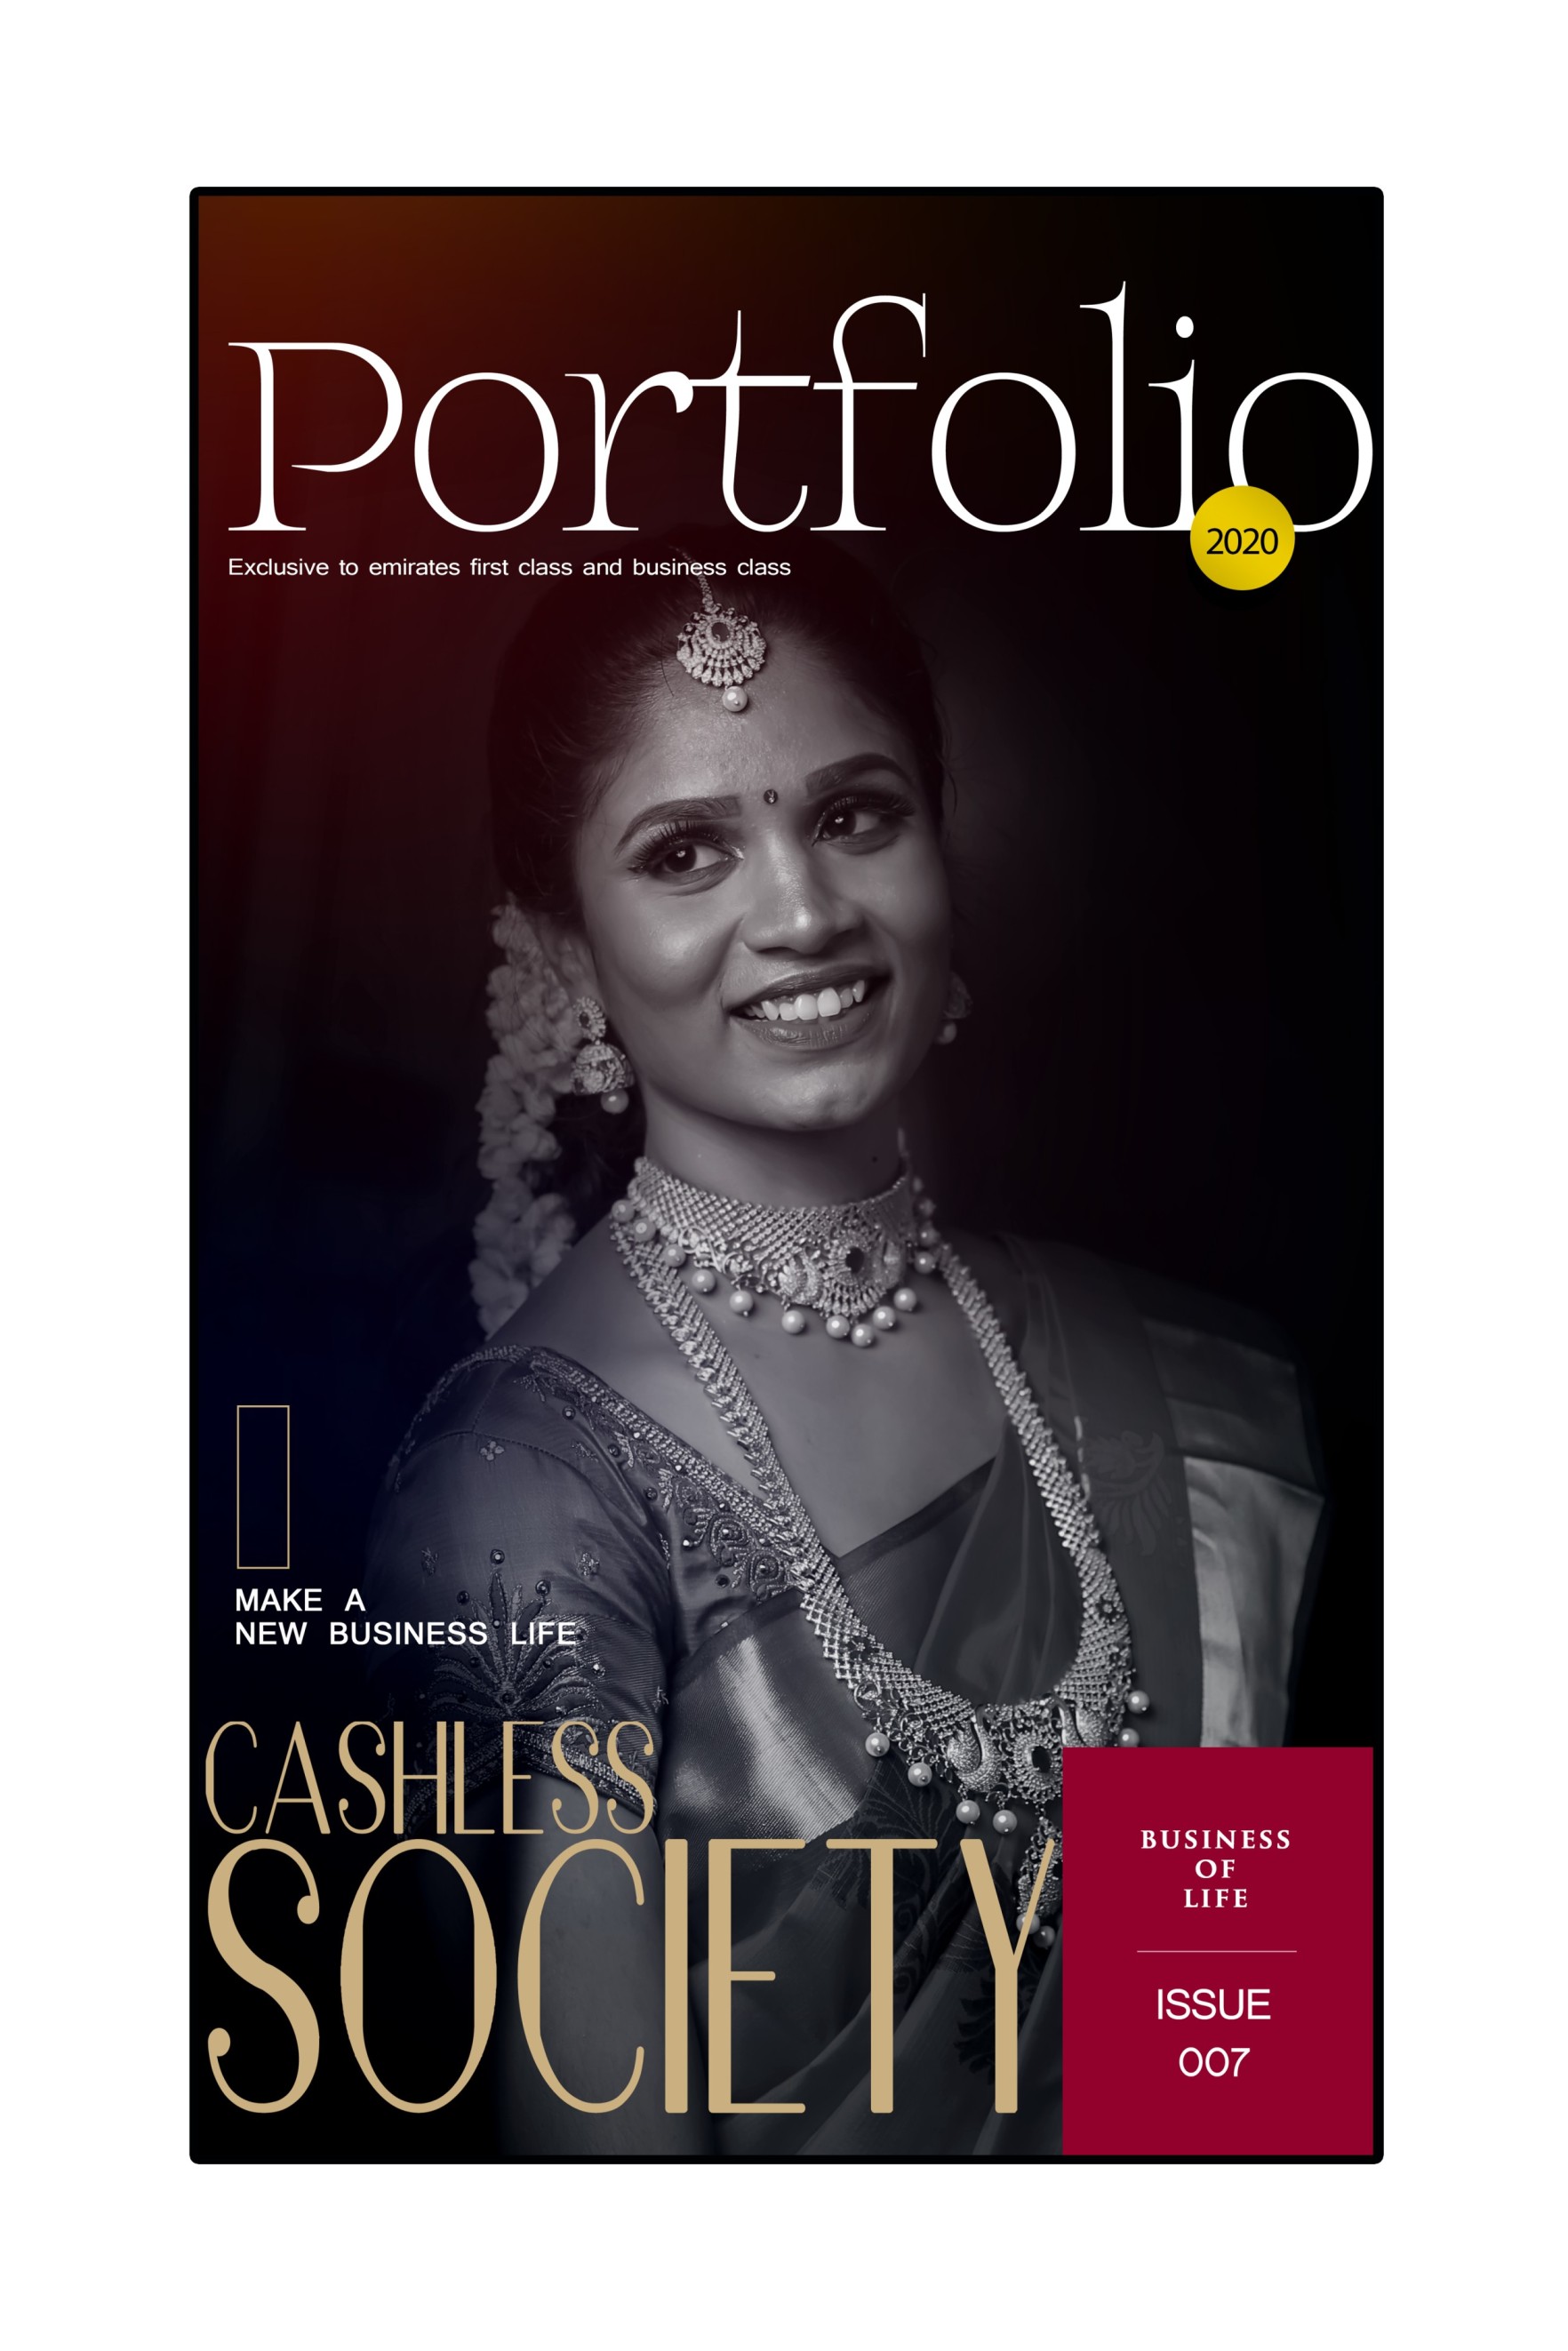 Portfolio
2020
Exclusive to emirates first class and business class
MAKE A
NEW BUSINESS LIFE
CASHLESS
SOCIETY
BUSINESS
OF
LIFE
ISSUE
007